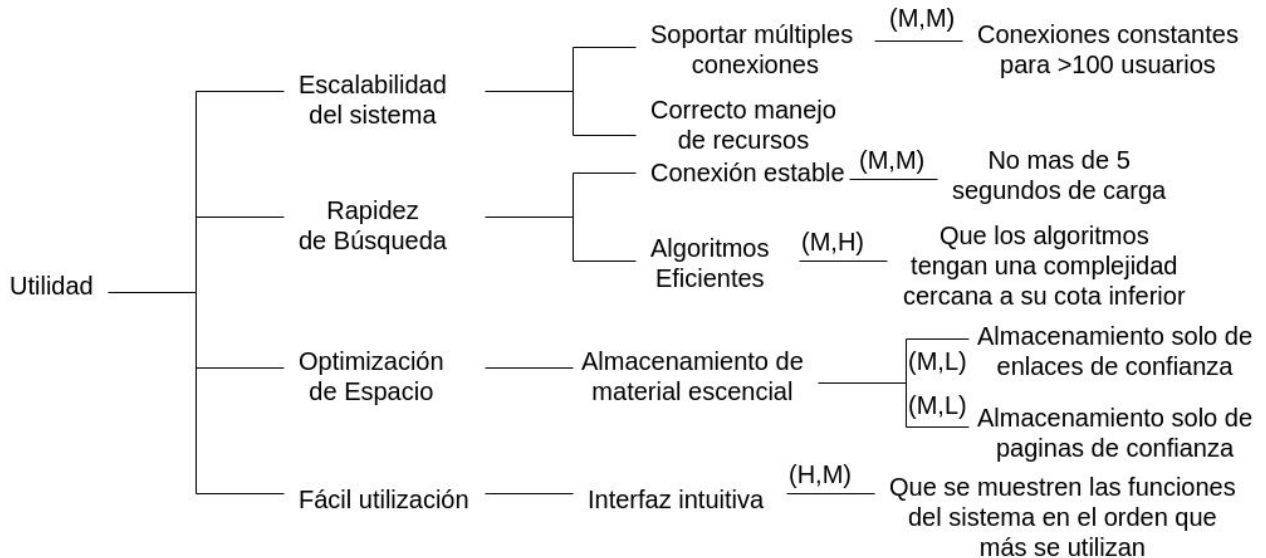 Utilidad
Escalabilidad
del sistema
Soportar múltiples
conexiones
(M,M)
Conexiones constantes
para >100 usuarios
Correcto manejo
de recursos
Rapidez
de Búsqueda
Conexión estable
(M,M)
No mas de 5
segundos de carga
Algoritmos
Eficientes
(M,H)
Que los algoritmos
tengan una complejidad
cercana a su cota inferior
Optimización
de Espacio
Almacenamiento de
material escencial
(M,L)
Almacenamiento solo de
enlaces de confianza
(M,L)
Almacenamiento solo de
paginas de confianza
Fácil utilización
Interfaz intuitiva
(H,M)
Que se muestren las funciones
del sistema en el orden que
más se utilizan